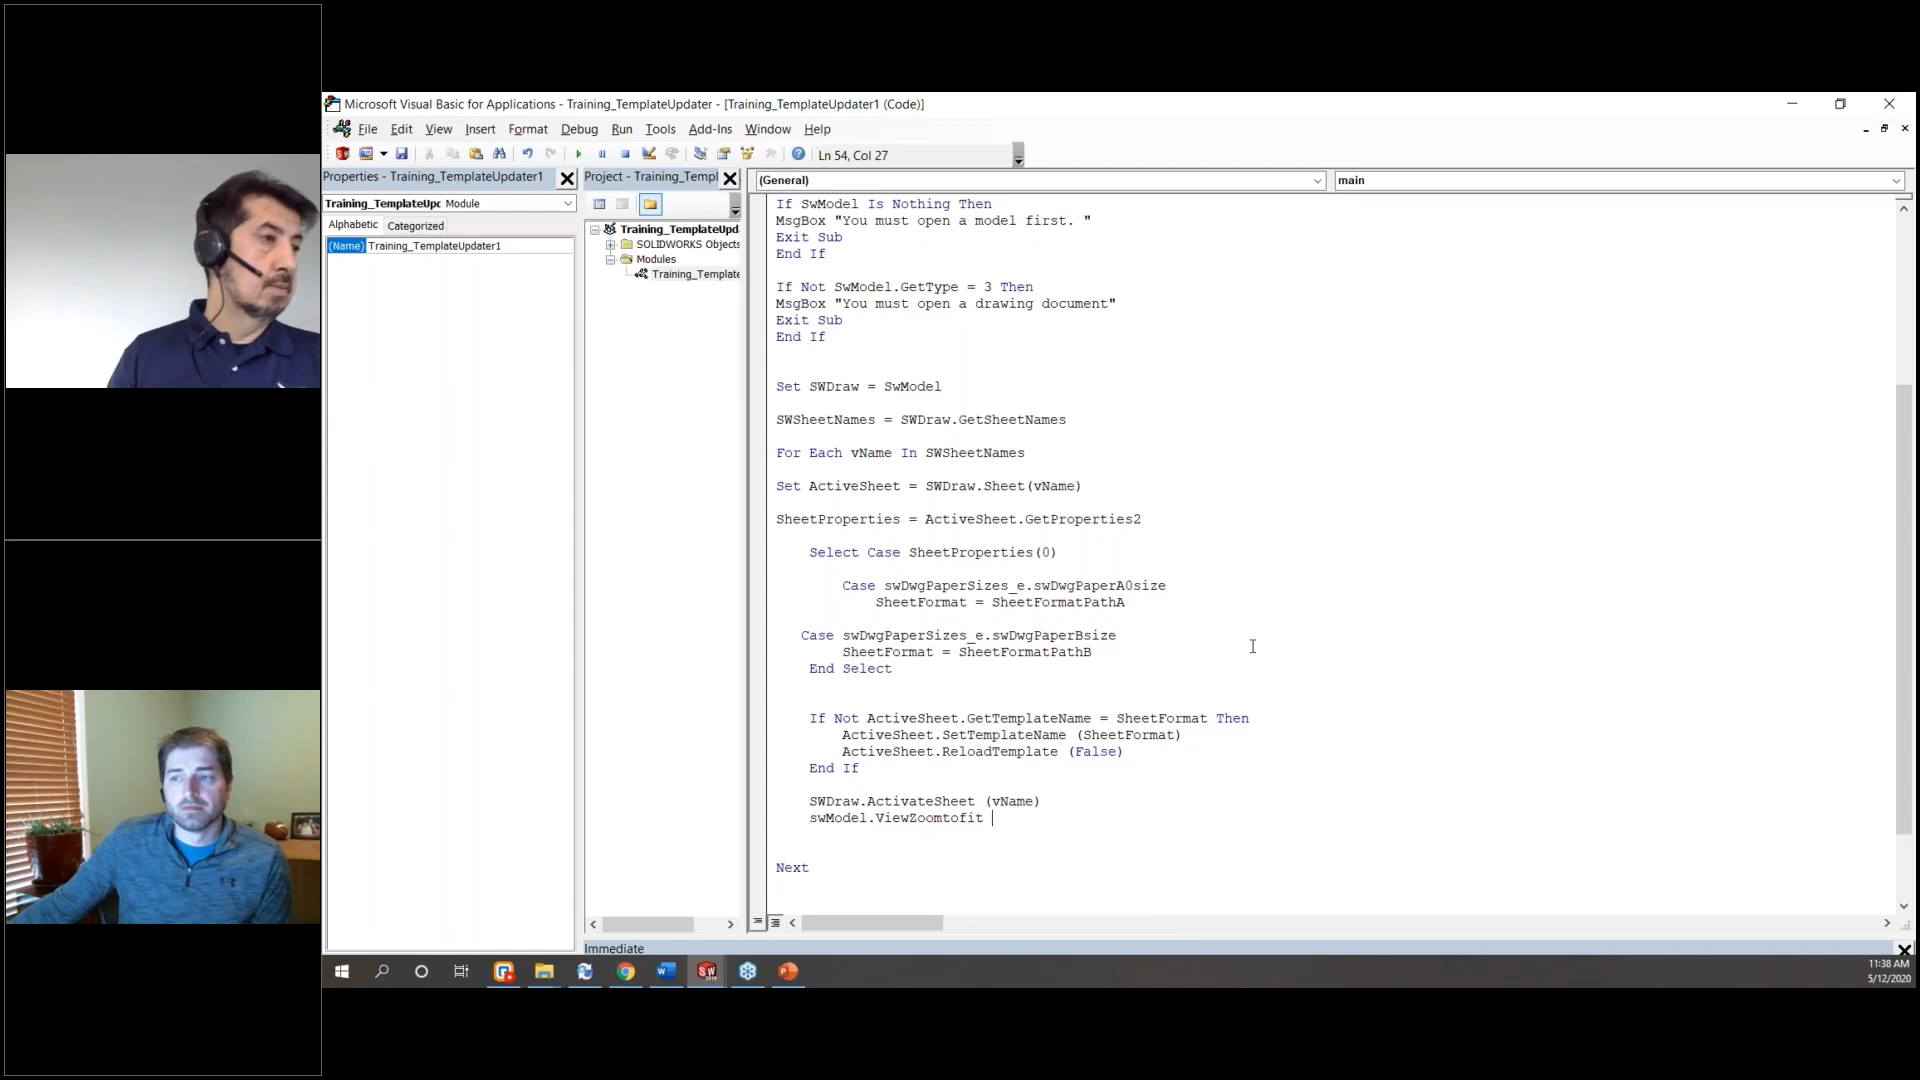 Microsoft Visual Basic for Applications - Training_TemplateUpdater - [Training_TemplateUpdater1 (Code)]
File Edit View Insert Format Debug Run Tools Add-Ins Window Help
Ln 54, Col 27
Properties - Training_TemplateUpdater1
Training_TemplateUpc Module
Alphabetic Categorized
(Name) Training_TemplateUpdater1
Project - Training_Templ
Training_TemplateUpda
SOLIDWORKS Objects
Modules
Training_Template
(General) main
If SwModel Is Nothing Then
MsgBox "You must open a model first. "
Exit Sub
End If
If Not SwModel.GetType = 3 Then
MsgBox "You must open a drawing document"
Exit Sub
End If
Set SWDraw = SwModel
SWSheetNames = SWDraw.GetSheetNames
For Each vName In SWSheetNames
Set ActiveSheet = SWDraw.Sheet(vName)
SheetProperties = ActiveSheet.GetProperties2
Select Case SheetProperties(0)
Case swDwgPaperSizes_e.swDwgPaperA0size
SheetFormat = SheetFormatPathA
Case swDwgPaperSizes_e.swDwgPaperBsize
SheetFormat = SheetFormatPathB
End Select
If Not ActiveSheet.GetTemplateName = SheetFormat Then
ActiveSheet.SetTemplateName (SheetFormat)
ActiveSheet.ReloadTemplate (False)
End If
SWDraw.ActivateSheet (vName)
swModel.ViewZoomtofit
Next
Immediate
11:38 AM
5/12/2020